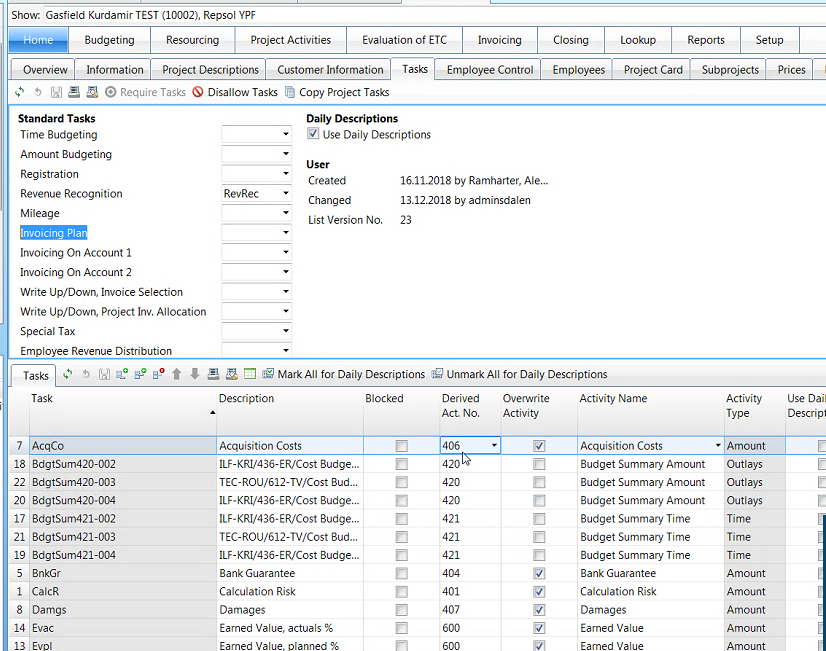 Show: Gasfield Kurdamir TEST (10002), Repsol YPF
Home Budgeting Resourcing Project Activities Evaluation of ETC Invoicing Closing Lookup Reports Setup
Overview Information Project Descriptions Customer Information Tasks Employee Control Employees Project Card Subprojects Prices
Require Tasks Disallow Tasks Copy Project Tasks
Standard Tasks Daily Descriptions
Time Budgeting Use Daily Descriptions
Amount Budgeting
User
Registration Created 16.11.2018 by Ramharter, Ale...
Revenue Recognition RevRec Changed 13.12.2018 by adminsdalen
Mileage List Version No. 23
Invoicing Plan
Invoicing On Account 1
Invoicing On Account 2
Write Up/Down, Invoice Selection
Write Up/Down, Project Inv. Allocation
Special Tax
Employee Revenue Distribution
Tasks Mark All for Daily Descriptions Unmark All for Daily Descriptions
Task Description Blocked Derived Act. No. Overwrite Activity Activity Name Activity Type Use Dail Descript
7 AcqCo Acquisition Costs 406 Acquisition Costs Amount
18 BdgtSum420-002 ILF-KRI/436-ER/Cost Budge... 420 Budget Summary Amount Outlays
22 BdgtSum420-003 TEC-ROU/612-TV/Cost Bud... 420 Budget Summary Amount Outlays
20 BdgtSum420-004 ILF-KRI/436-ER/Cost Budge... 420 Budget Summary Amount Outlays
17 BdgtSum421-002 ILF-KRI/436-ER/Cost Budge... 421 Budget Summary Time Time
21 BdgtSum421-003 TEC-ROU/612-TV/Cost Bud... 421 Budget Summary Time Time
19 BdgtSum421-004 ILF-KRI/436-ER/Cost Budge... 421 Budget Summary Time Time
5 BnkGr Bank Guarantee 404 Bank Guarantee Amount
1 CalcR Calculation Risk 401 Calculation Risk Amount
8 Damgs Damages 407 Damages Amount
14 Evac Earned Value, actuals % 600 Earned Value Amount
13 Evpl Earned Value, planned % 600 Earned Value Amount